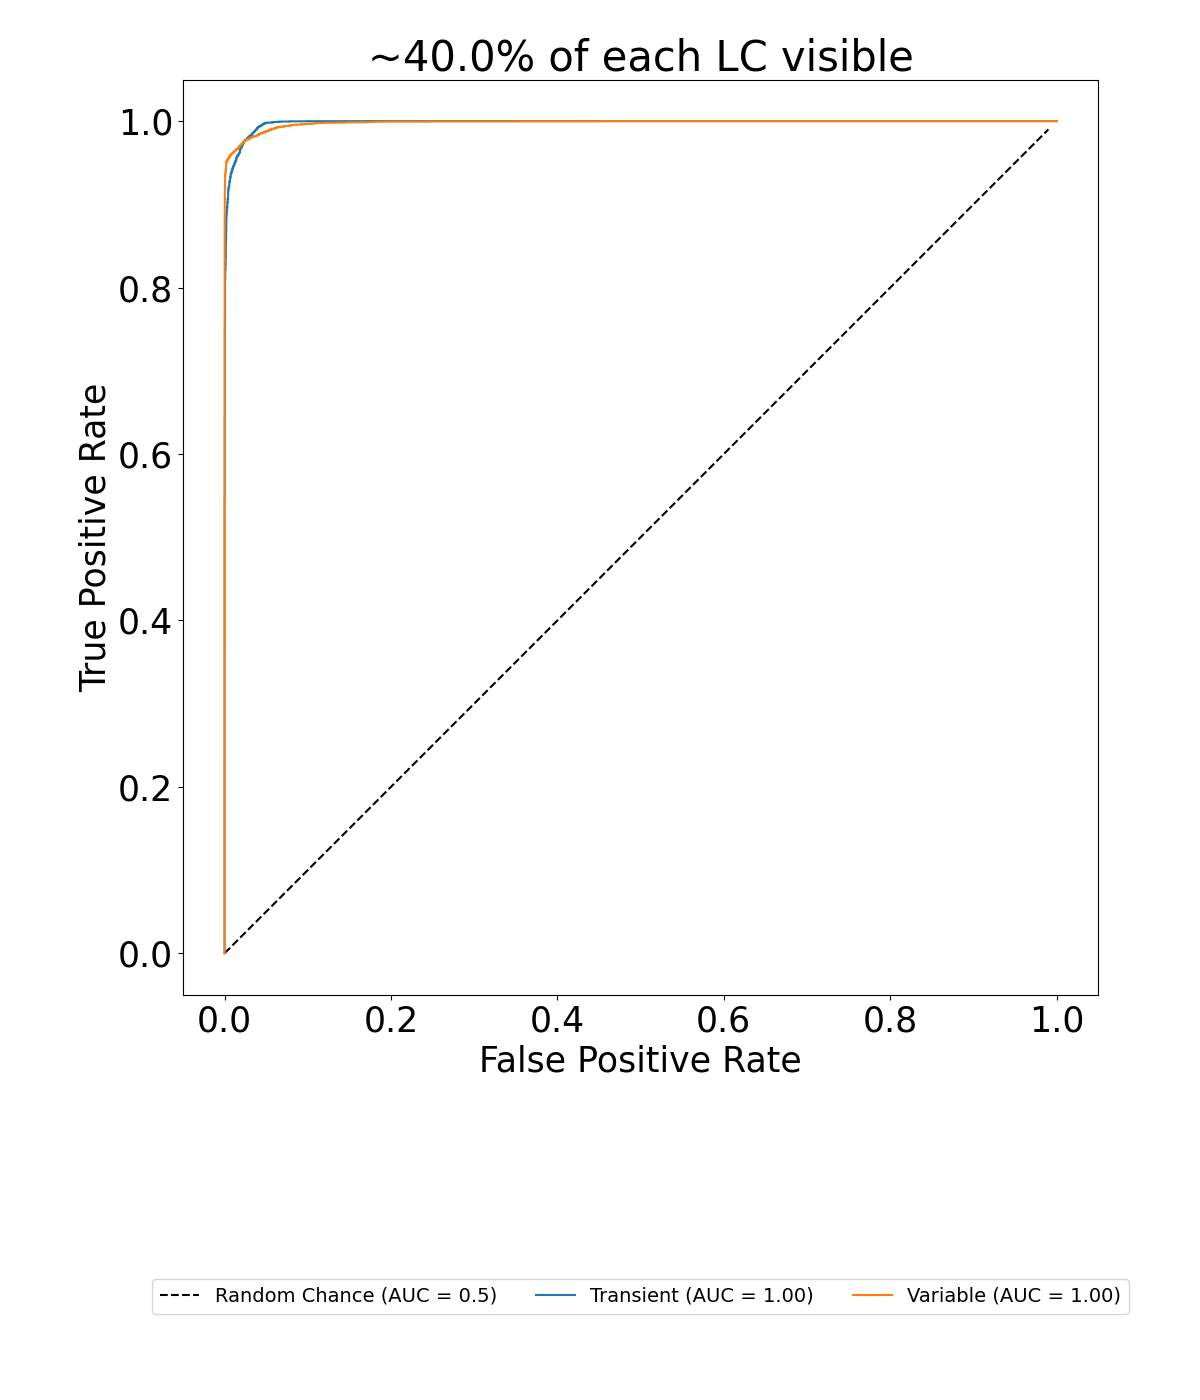 ~40.0% of each LC visible
True Positive Rate
1.0
0.8
0.6
0.4
0.2
0.0
0.0 0.2 0.4 0.6 0.8 1.0
False Positive Rate
Random Chance (AUC = 0.5) Transient (AUC = 1.00) Variable (AUC = 1.00)